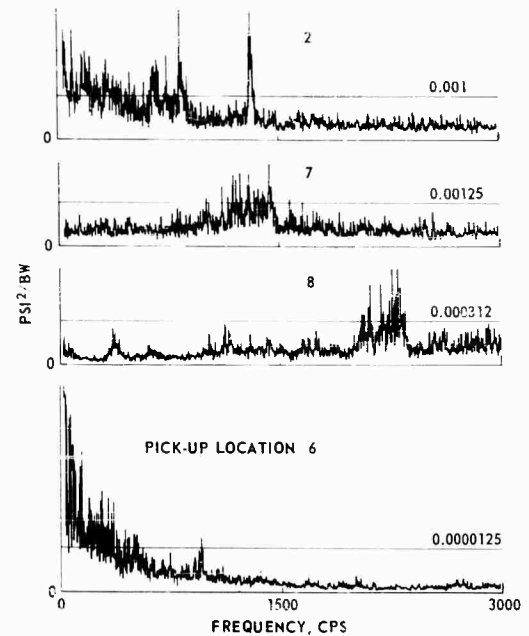 2
0.001
0
7
0.00125
0
8
0.000312
0
PSI²/BW
PICK-UP LOCATION 6
0.0000125
0
0 1500 3000
FREQUENCY, CPS